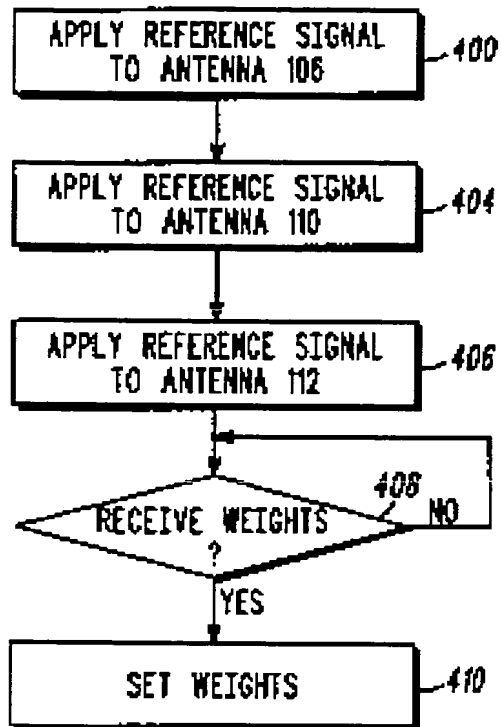 APPLY REFERENCE SIGNAL
TO ANTENNA 106
400
APPLY REFERENCE SIGNAL
TO ANTENNA 110
404
APPLY REFERENCE SIGNAL
TO ANTENNA 112
406
RECEIVE WEIGHTS
?
408
NO
YES
SET WEIGHTS
410